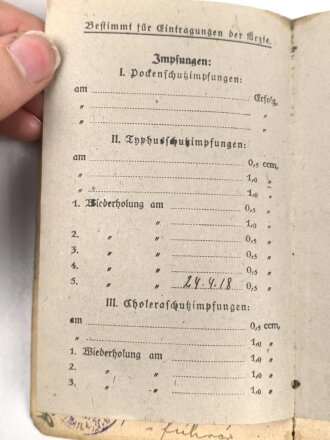 Bestimmt für Eintragungen der Ärzte.
Impfungen:
I. Pockenschutzimpfungen:
am Erfolg,
„ „
„ „
II. Typhusschutzimpfungen:
am 0,5 ccm,
„ 1,0 „
„ 1,0 „
1. Wiederholung am 0,5 „
2. „ „ 0,5 „
3. „ „ 0,5 „
4. „ „ 0,5 „
5. „ „ 24.4.18 0,5 „
III. Choleraschutzimpfungen:
am 0,5 ccm,
„ 1,0 „
1. Wiederholung am 1,0 „
2. „ „ 1,0 „
3. „ „ 1,0 „